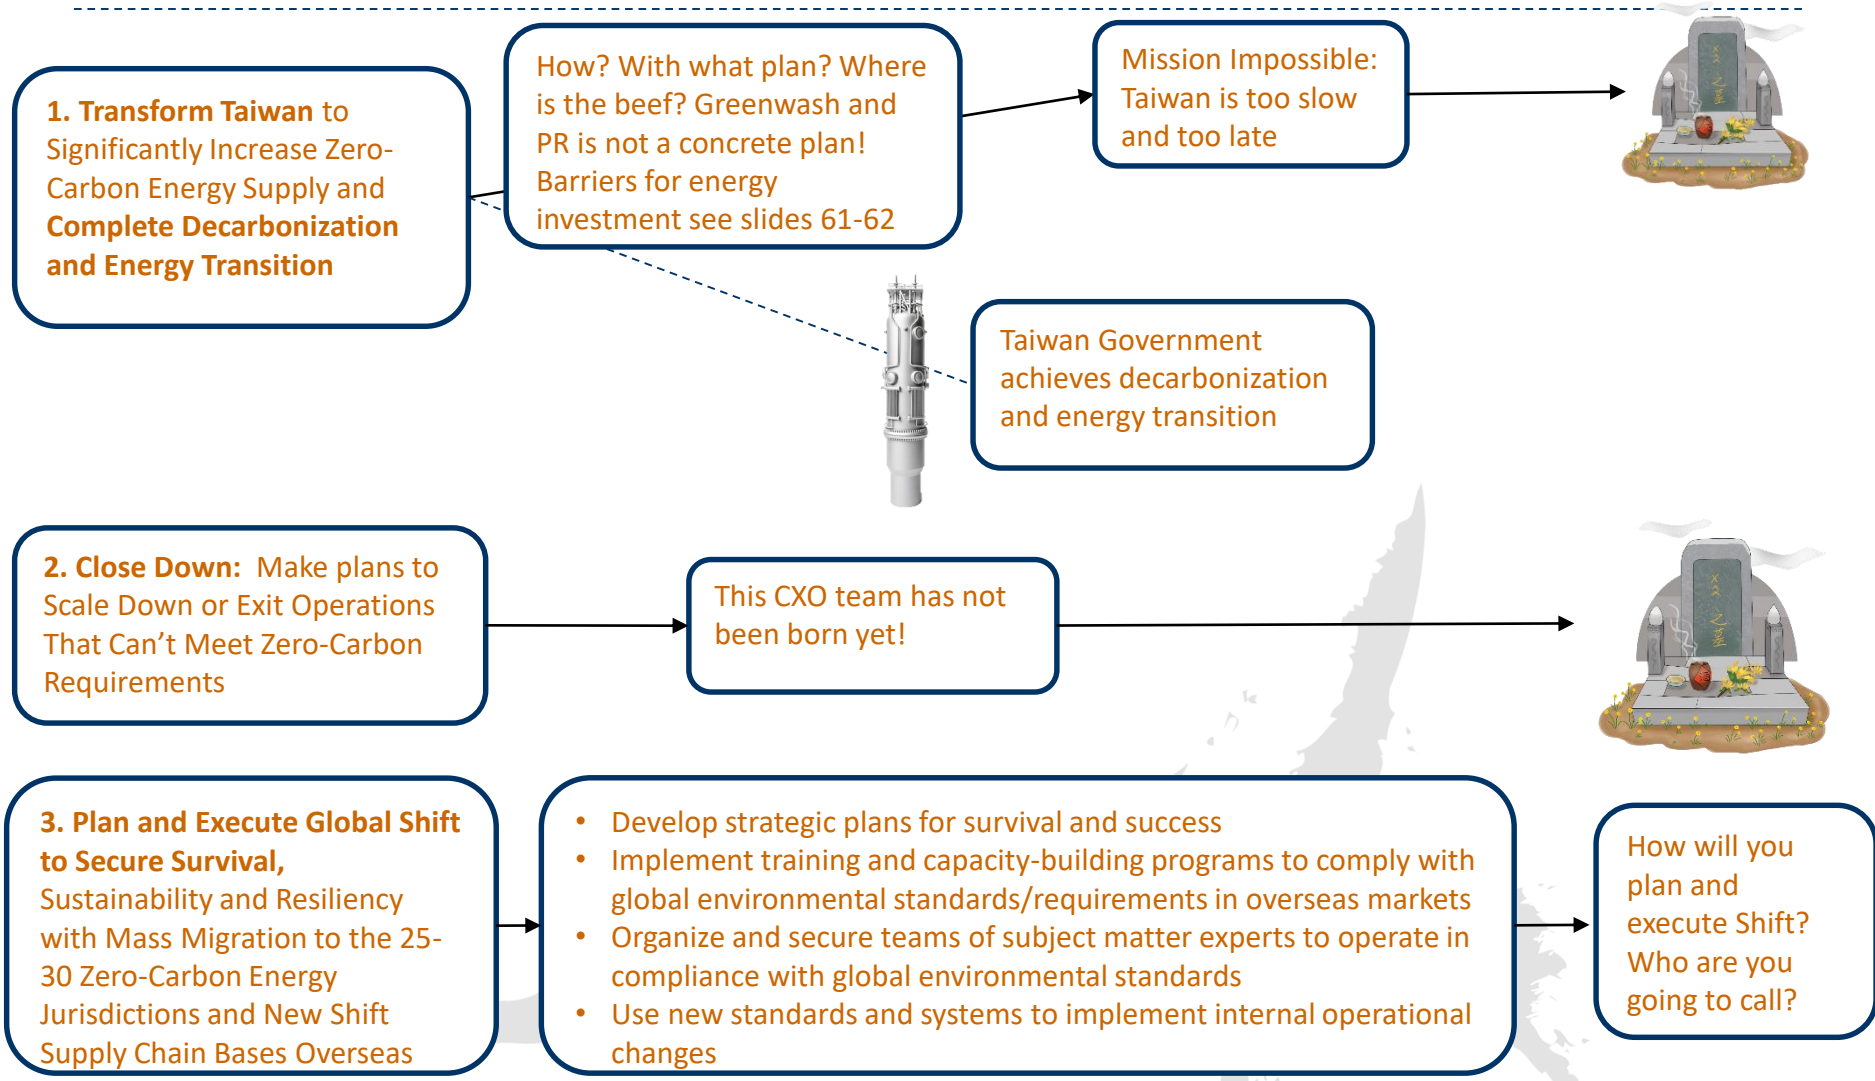 1. Transform Taiwan to
Significantly Increase Zero-
Carbon Energy Supply and
Complete Decarbonization
and Energy Transition
How? With what plan? Where
is the beef? Greenwash and
PR is not a concrete plan!
Barriers for energy
investment see slides 61-62
Mission Impossible:
Taiwan is too slow
and too late
Taiwan Government
achieves decarbonization
and energy transition
2. Close Down: Make plans to
Scale Down or Exit Operations
That Can’t Meet Zero-Carbon
Requirements
This CXO team has not
been born yet!
之墓
3. Plan and Execute Global Shift
to Secure Survival,
Sustainability and Resiliency
with Mass Migration to the 25-
30 Zero-Carbon Energy
Jurisdictions and New Shift
Supply Chain Bases Overseas
• Develop strategic plans for survival and success
• Implement training and capacity-building programs to comply with
global environmental standards/requirements in overseas markets
• Organize and secure teams of subject matter experts to operate in
compliance with global environmental standards
• Use new standards and systems to implement internal operational
changes
How will you
plan and
execute Shift?
Who are you
going to call?